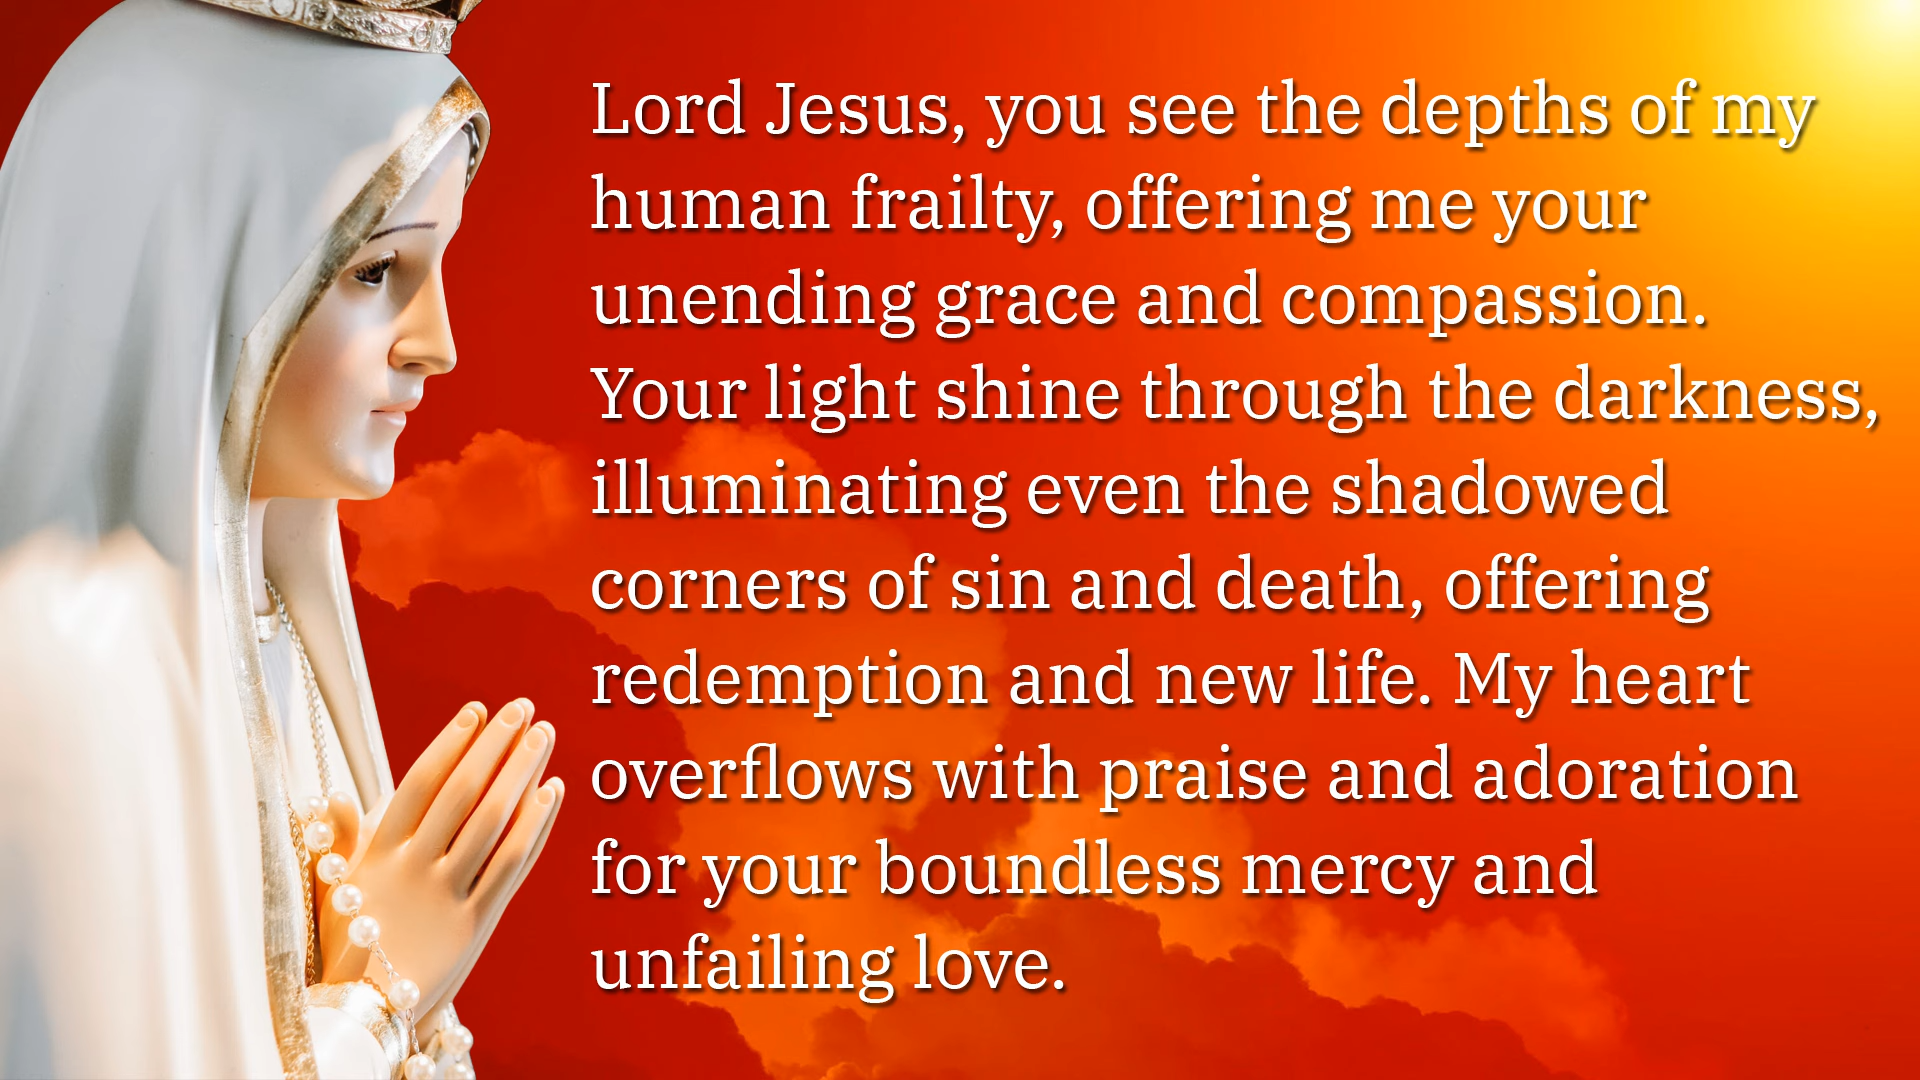 Lord Jesus, you see the depths of my
human frailty, offering me your
unending grace and compassion.
Your light shine through the darkness,
illuminating even the shadowed
corners of sin and death, offering
redemption and new life. My heart
overflows with praise and adoration
for your boundless mercy and
unfailing love.